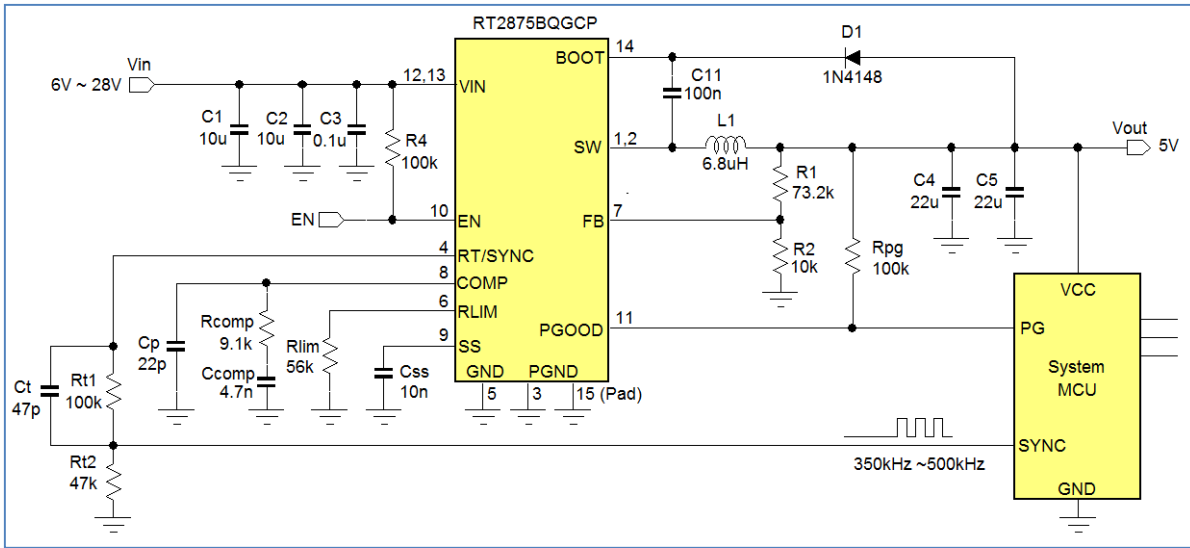 RT2875BQGCP
Vin
6V ~ 28V
12,13
VIN
BOOT
14
D1
1N4148
C11
100n
C1
10u
C2
10u
C3
0.1u
R4
100k
SW
1,2
L1
6.8uH
Vout
5V
R1
73.2k
C4
22u
C5
22u
EN
10
EN
FB
7
R2
10k
Rpg
100k
4
RT/SYNC
8
COMP
6
RLIM
9
SS
PGOOD
11
VCC
PG
System
MCU
SYNC
GND
Cp
22p
Rcomp
9.1k
Ccomp
4.7n
Rlim
56k
Css
10n
GND
PGND
5
3
15 (Pad)
Ct
47p
Rt1
100k
Rt2
47k
350kHz ~500kHz